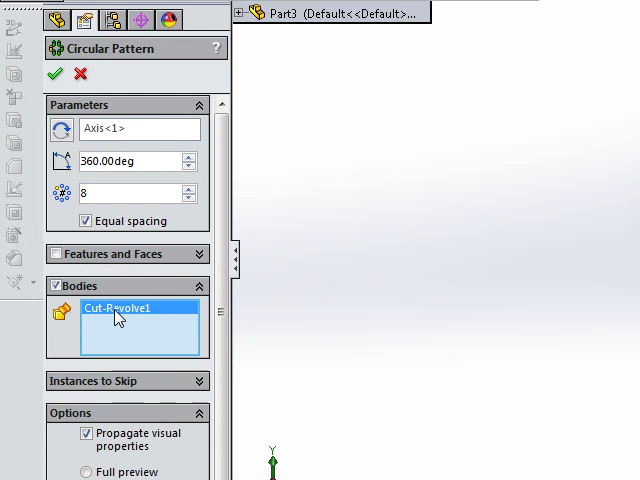 Part3 (Default<<Default>...
Circular Pattern
?
Parameters
Axis<1>
A
360.00deg
#
8
Equal spacing
Features and Faces
Bodies
Cut-Revolve1
Instances to Skip
Options
Propagate visual
properties
Full preview
Y